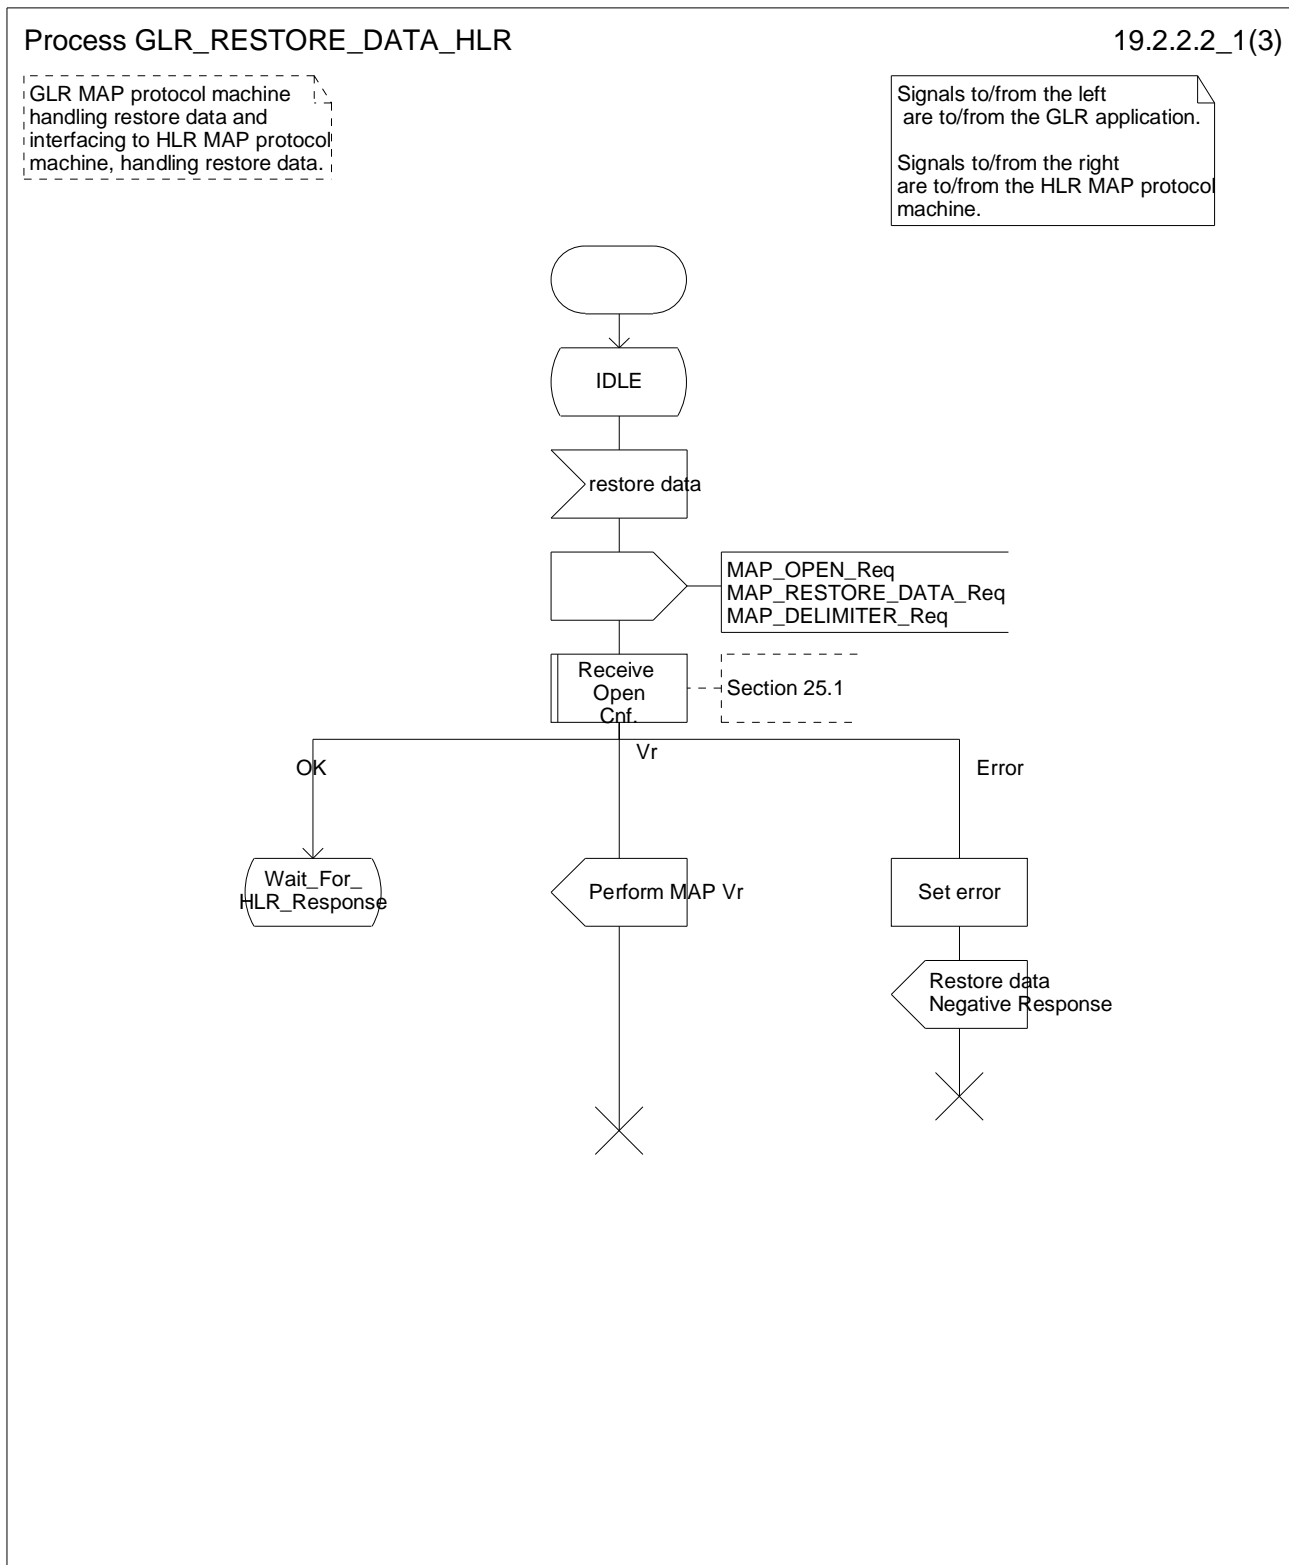 Process GLR_RESTORE_DATA_HLR
19.2.2.2_1(3)
GLR MAP protocol machine
handling restore data and
interfacing to HLR MAP protocol
machine, handling restore data.
Signals to/from the left
are to/from the GLR application.
Signals to/from the right
are to/from the HLR MAP protocol
machine.
IDLE
restore data
MAP_OPEN_Req
MAP_RESTORE_DATA_Req
MAP_DELIMITER_Req
Receive
Open
Cnf.
Section 25.1
OK
Vr
Error
Wait_For_
HLR_Response
Perform MAP Vr
Set error
Restore data
Negative Response